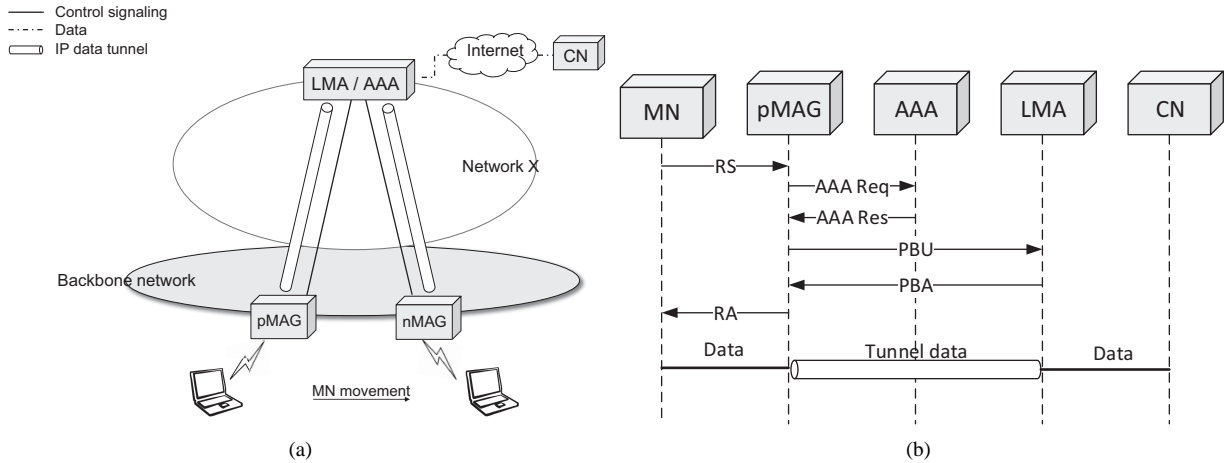 Control signaling
Data
IP data tunnel
Internet
CN
LMA / AAA
Network X
Backbone network
pMAG
nMAG
MN movement
(a)
MN
pMAG
AAA
LMA
CN
RS
AAA Req
AAA Res
PBU
PBA
RA
Data
Tunnel data
Data
(b)